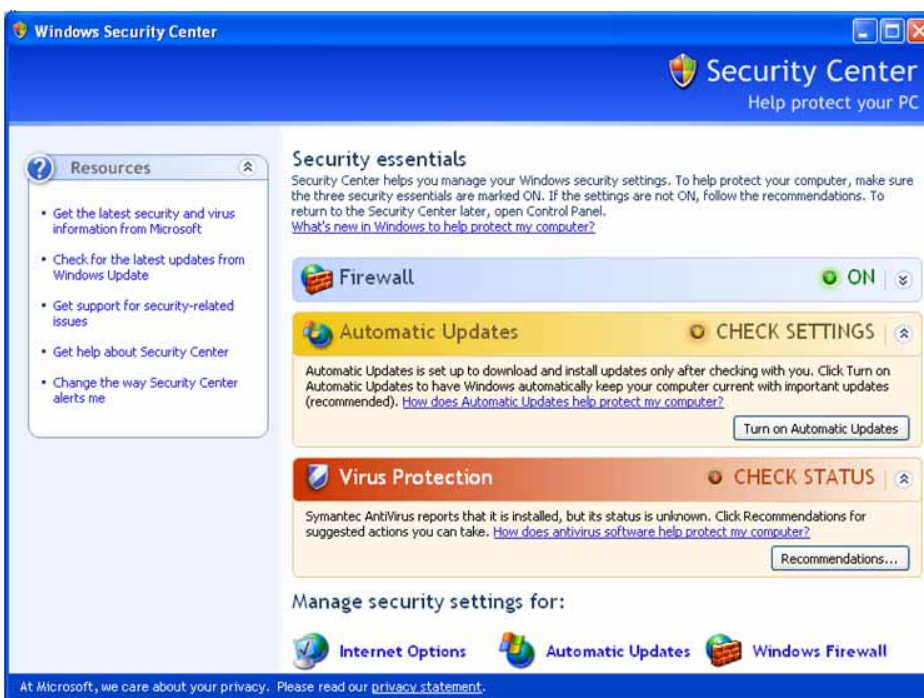 Windows Security Center
Security Center
Help protect your PC
Resources
Get the latest security and virus
information from Microsoft
Check for the latest updates from
Windows Update
Get support for security-related
issues
Get help about Security Center
Change the way Security Center
alerts me
Security essentials
Security Center helps you manage your Windows security settings. To help protect your computer, make sure
the three security essentials are marked ON. If the settings are not ON, follow the recommendations. To
return to the Security Center later, open Control Panel.
What's new in Windows to help protect my computer?
Firewall ON
Automatic Updates CHECK SETTINGS
Automatic Updates is set up to download and install updates only after checking with you. Click Turn on
Automatic Updates to have Windows automatically keep your computer current with important updates
(recommended). How does Automatic Updates help protect my computer?
Turn on Automatic Updates
Virus Protection CHECK STATUS
Symantec AntiVirus reports that it is installed, but its status is unknown. Click Recommendations for
suggested actions you can take. How does antivirus software help protect my computer?
Recommendations...
Manage security settings for:
Internet Options Automatic Updates Windows Firewall
At Microsoft, we care about your privacy. Please read our privacy statement.